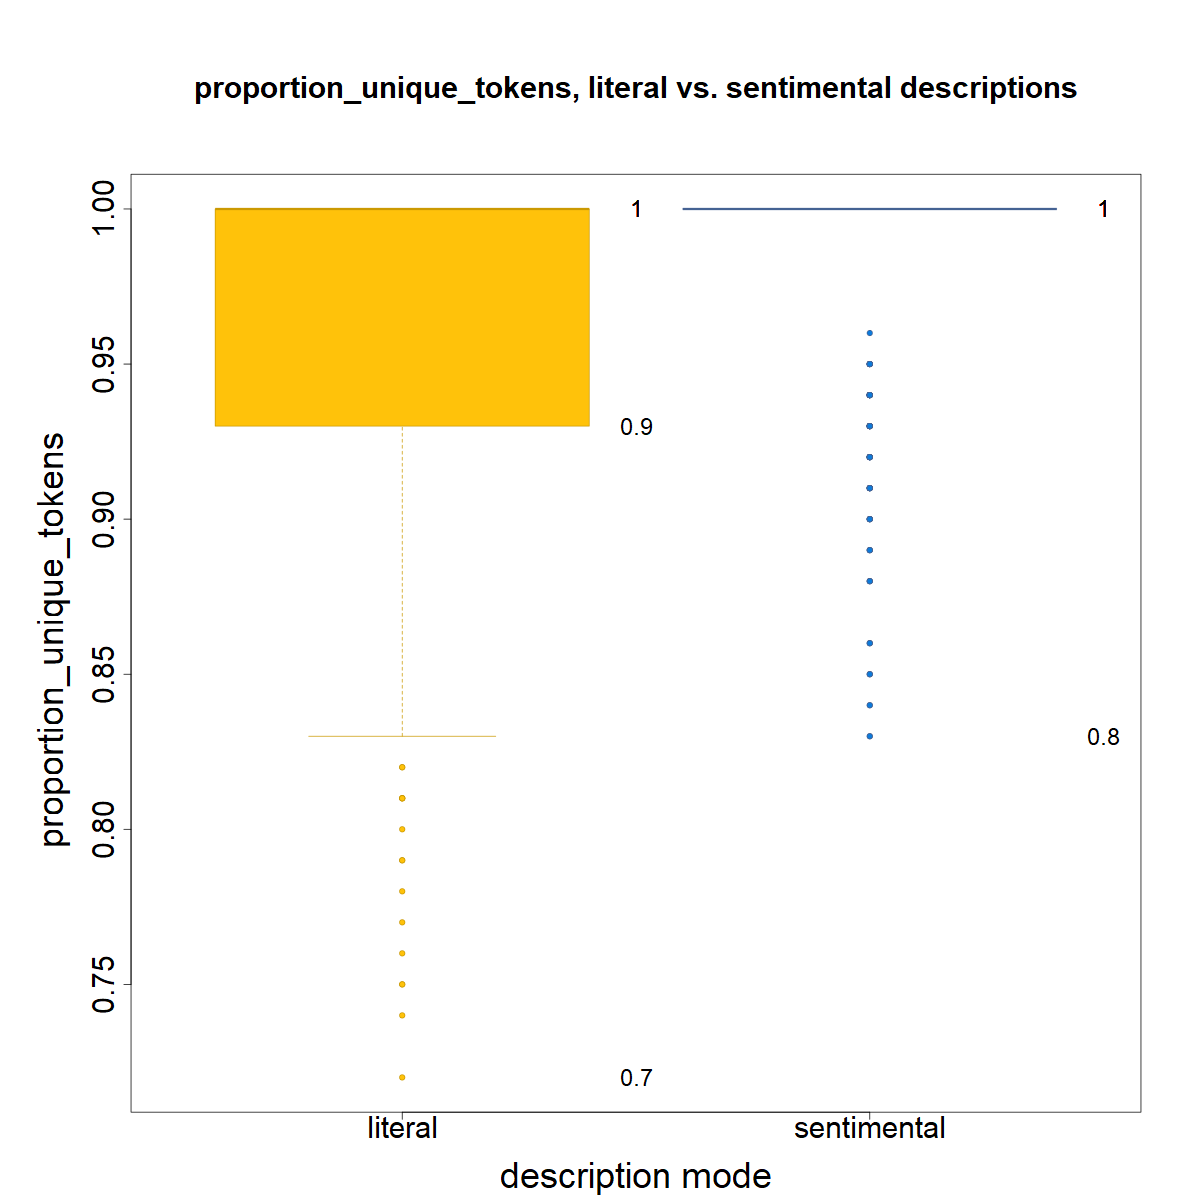 proportion_unique_tokens, literal vs. sentimental descriptions
proportion_unique_tokens
1.00
0.95
0.90
0.85
0.80
0.75
1
0.9
0.7
1
0.8
literal
sentimental
description mode